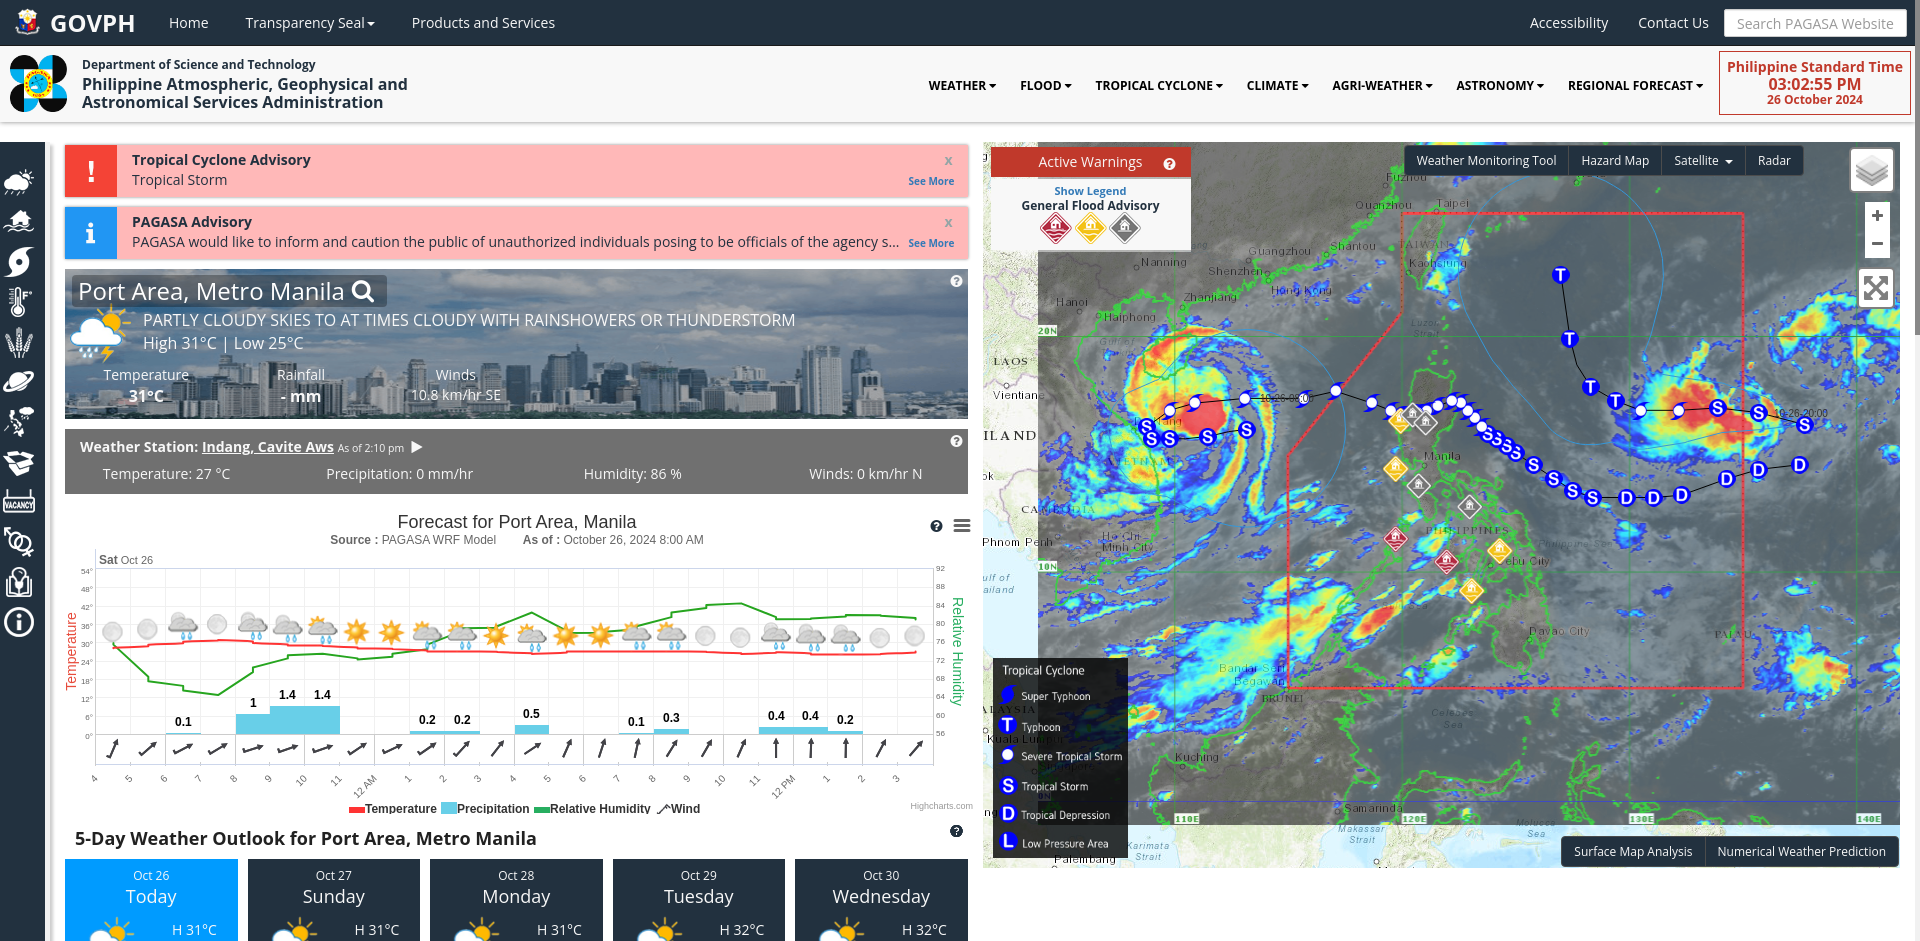 GOVPH
Home
Transparency Seal
Products and Services
Accessibility
Contact Us
Search PAGASA Website
Department of Science and Technology
Philippine Atmospheric, Geophysical and
Astronomical Services Administration
WEATHER
FLOOD
TROPICAL CYCLONE
CLIMATE
AGRI-WEATHER
ASTRONOMY
REGIONAL FORECAST
Philippine Standard Time
03:02:55 PM
26 October 2024
Tropical Cyclone Advisory
x
Tropical Storm
See More
PAGASA Advisory
x
PAGASA would like to inform and caution the public of unauthorized individuals posing to be officials of the agency s...
See More
Port Area, Metro Manila
PARTLY CLOUDY SKIES TO AT TIMES CLOUDY WITH RAINSHOWERS OR THUNDERSTORM
High 31°C | Low 25°C
Temperature
Rainfall
Winds
31°C
- mm
10.8 km/hr SE
Weather Station: Indang, Cavite Aws As of 2:10 pm
Temperature: 27 °C
Precipitation: 0 mm/hr
Humidity: 86 %
Winds: 0 km/hr N
Forecast for Port Area, Manila
Source : PAGASA WRF Model As of : October 26, 2024 8:00 AM
Sat Oct 26
54°
48°
42°
36°
30°
24°
18°
12°
6°
0°
Temperature
92
88
84
80
76
72
68
64
60
56
Relative Humidity
0.1
1
1.4
1.4
0.2
0.2
0.5
0.1
0.3
0.4
0.4
0.2
4 5 6 7 8 9 10 11 12 AM 1 2 3 4 5 6 7 8 9 10 11 12 PM 1 2 3
Temperature Precipitation Relative Humidity Wind
Highcharts.com
5-Day Weather Outlook for Port Area, Metro Manila
Oct 26
Today
H 31°C
Oct 27
Sunday
H 31°C
Oct 28
Monday
H 31°C
Oct 29
Tuesday
H 32°C
Oct 30
Wednesday
H 32°C
VACANCY
Active Warnings
Show Legend
General Flood Advisory
Weather Monitoring Tool
Hazard Map
Satellite
Radar
+
−
Fuzhou
Quanzhou
Taipei
TAIWAN
Kaohsiung
Guangzhou
Shantou
Shenzhen
Hong Kong
Nanning
Zhanjiang
Hanoi
Haiphong
20N
Luzon
Strait
LAOS
Vientiane
10-26-20:00
Manila
VIETNAM
CAMBODIA
Phnom Penh
Ho Chi
Minh City
PHILIPPINES
Philippine Sea
Cebu City
10N
Davao City
PALAU
Bandar Seri
Begawan
BRUNEI
Celebes
Sea
Kuala Lumpur
Kuching
Samarinda
110E
120E
130E
140E
Makassar
Strait
Molucca
Sea
Karimata
Strait
Palembang
Tropical Cyclone
Super Typhoon
T Typhoon
Severe Tropical Storm
S Tropical Storm
D Tropical Depression
L Low Pressure Area
Surface Map Analysis
Numerical Weather Prediction